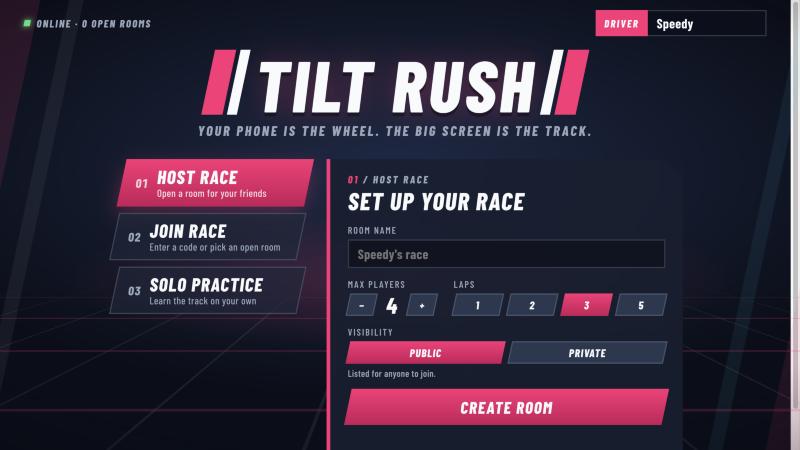 ONLINE · 0 OPEN ROOMS
DRIVER Speedy
TILT RUSH
YOUR PHONE IS THE WHEEL. THE BIG SCREEN IS THE TRACK.
01 HOST RACE
Open a room for your friends
02 JOIN RACE
Enter a code or pick an open room
03 SOLO PRACTICE
Learn the track on your own
01 / HOST RACE
SET UP YOUR RACE
ROOM NAME
Speedy's race
MAX PLAYERS LAPS
− 4 + 1 2 3 5
VISIBILITY
PUBLIC PRIVATE
Listed for anyone to join.
CREATE ROOM